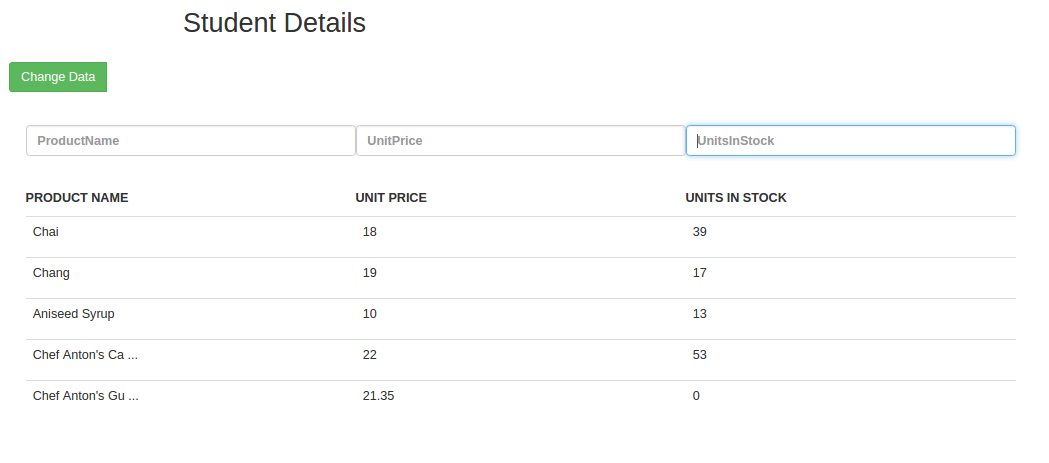 Student Details
Change Data
ProductName UnitPrice UnitsInStock
PRODUCT NAME UNIT PRICE UNITS IN STOCK
Chai 18 39
Chang 19 17
Aniseed Syrup 10 13
Chef Anton's Ca ... 22 53
Chef Anton's Gu ... 21.35 0